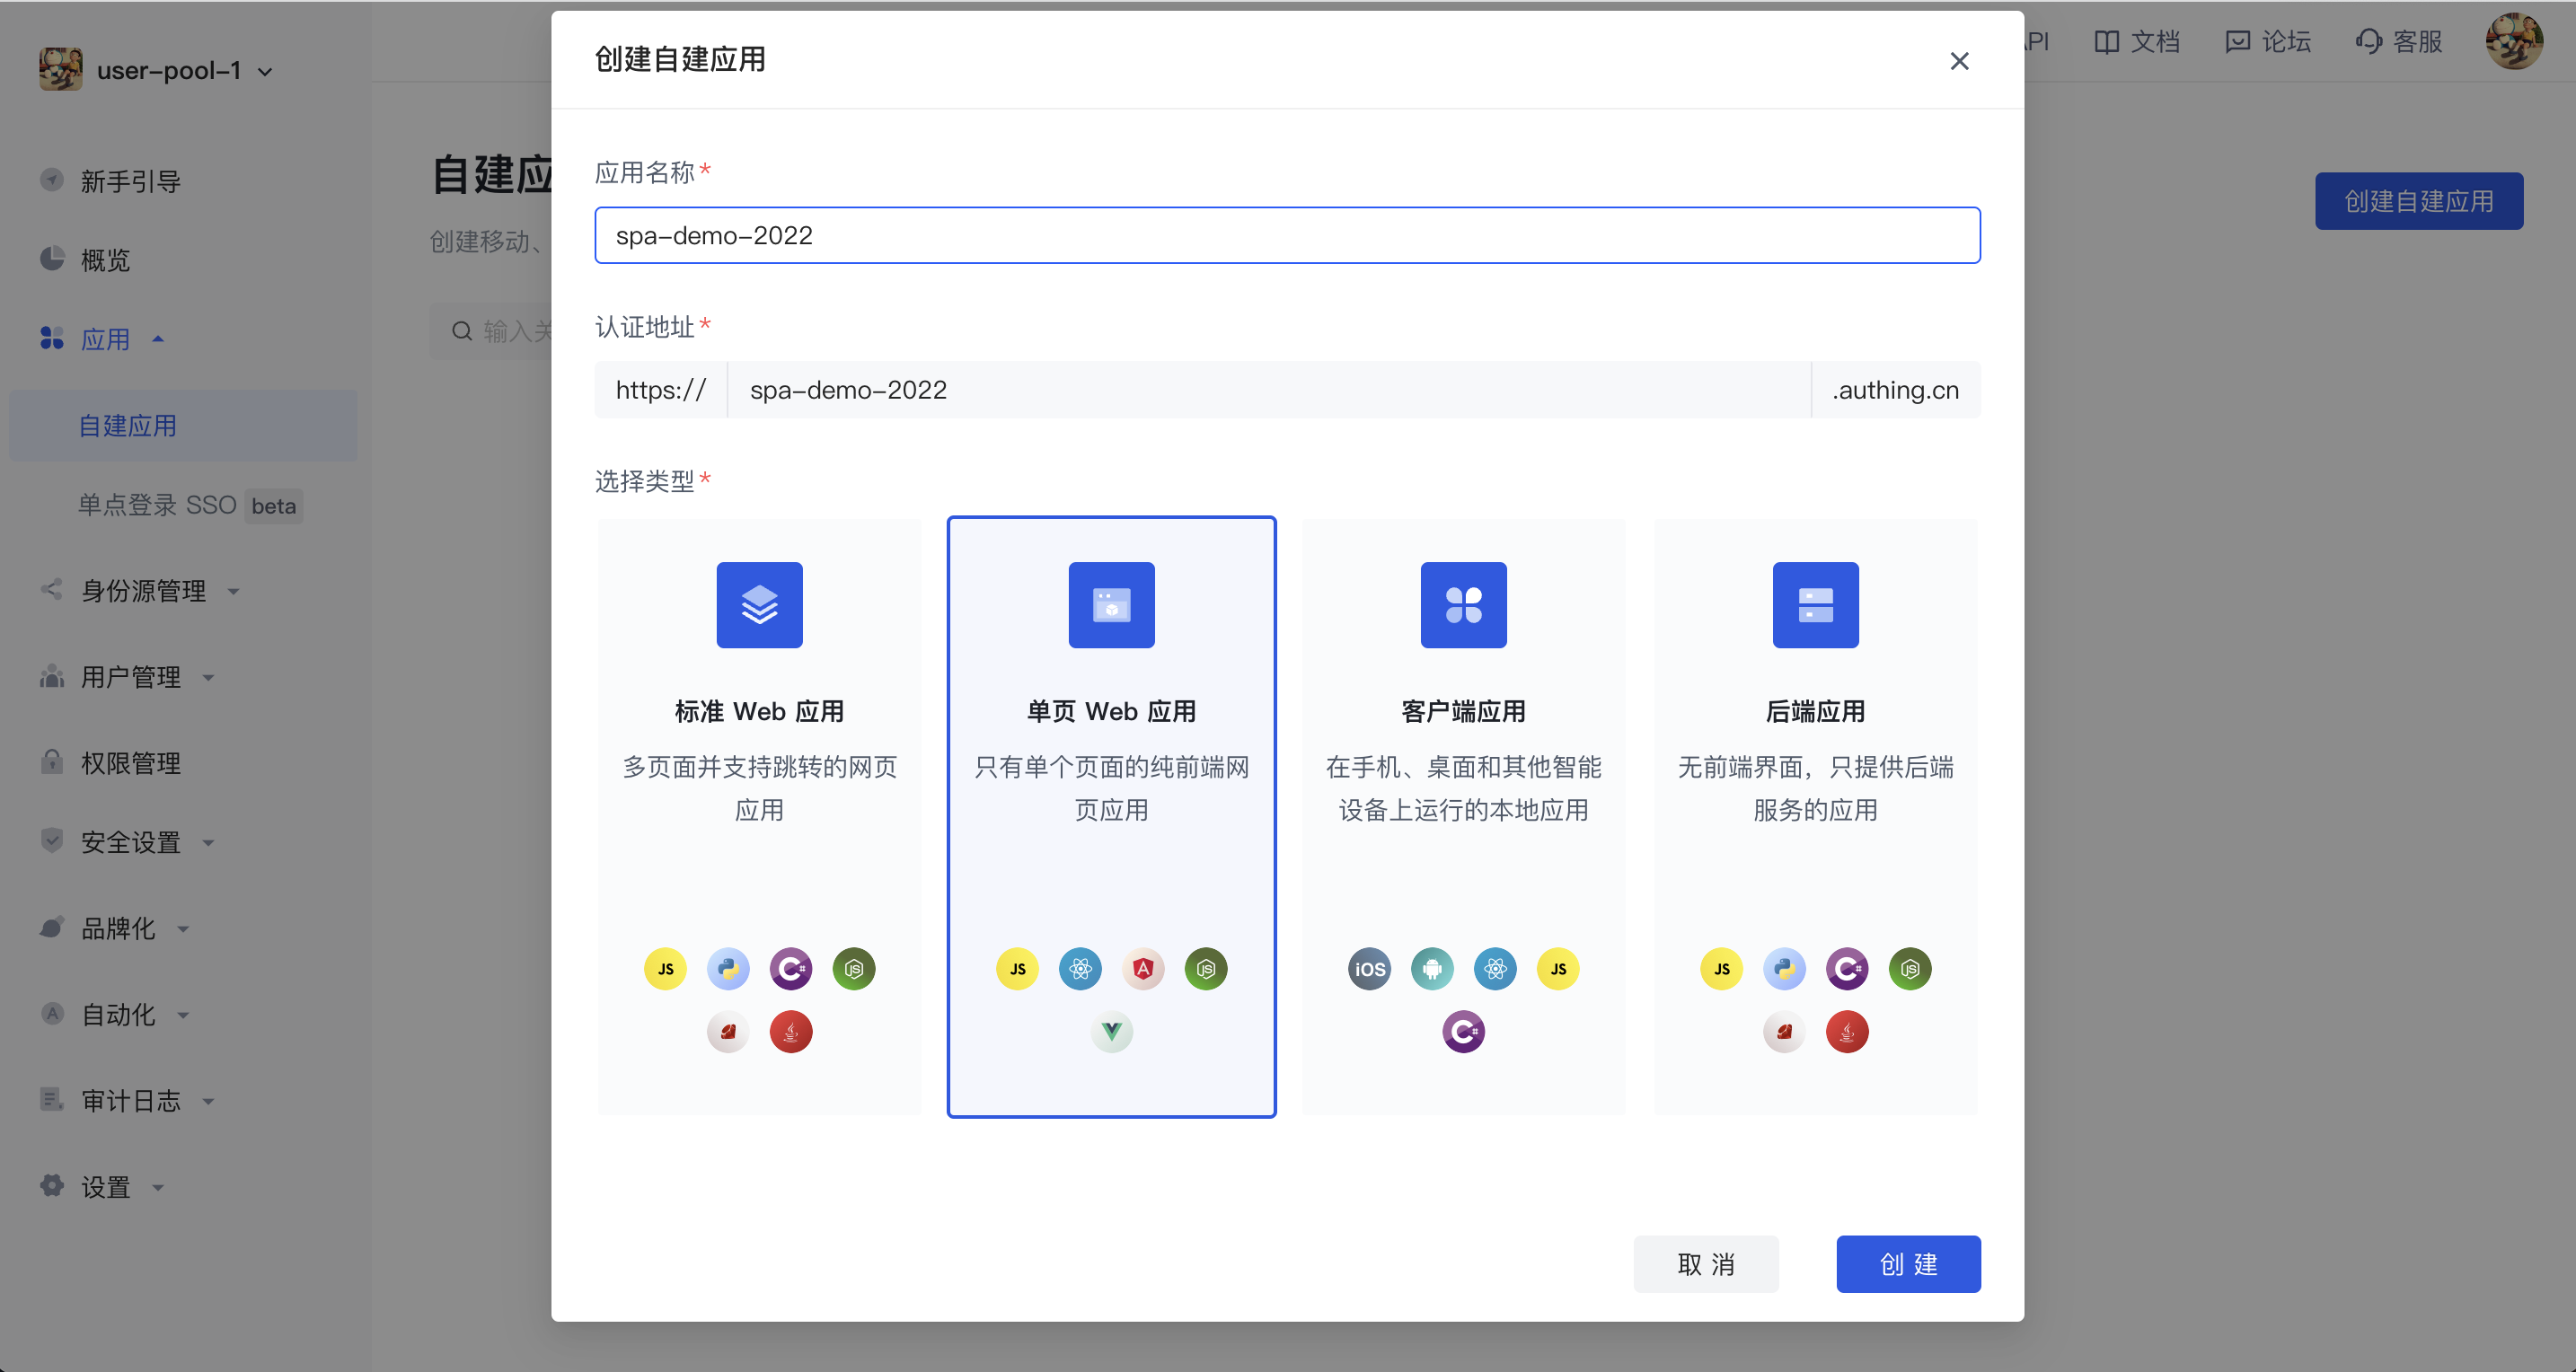 user-pool-1
新手引导
概览
应用
自建应用
单点登录 SSO beta
身份源管理
用户管理
权限管理
安全设置
品牌化
自动化
审计日志
设置
文档
论坛
客服
自建应
创建移动、
输入关
创建自建应用
创建自建应用
应用名称*
spa-demo-2022
认证地址*
https://
spa-demo-2022
.authing.cn
选择类型*
标准 Web 应用
多页面并支持跳转的网页
应用
JS
JS
单页 Web 应用
只有单个页面的纯前端网
页应用
JS
JS
客户端应用
在手机、桌面和其他智能
设备上运行的本地应用
iOS
JS
后端应用
无前端界面，只提供后端
服务的应用
JS
JS
取 消
创 建